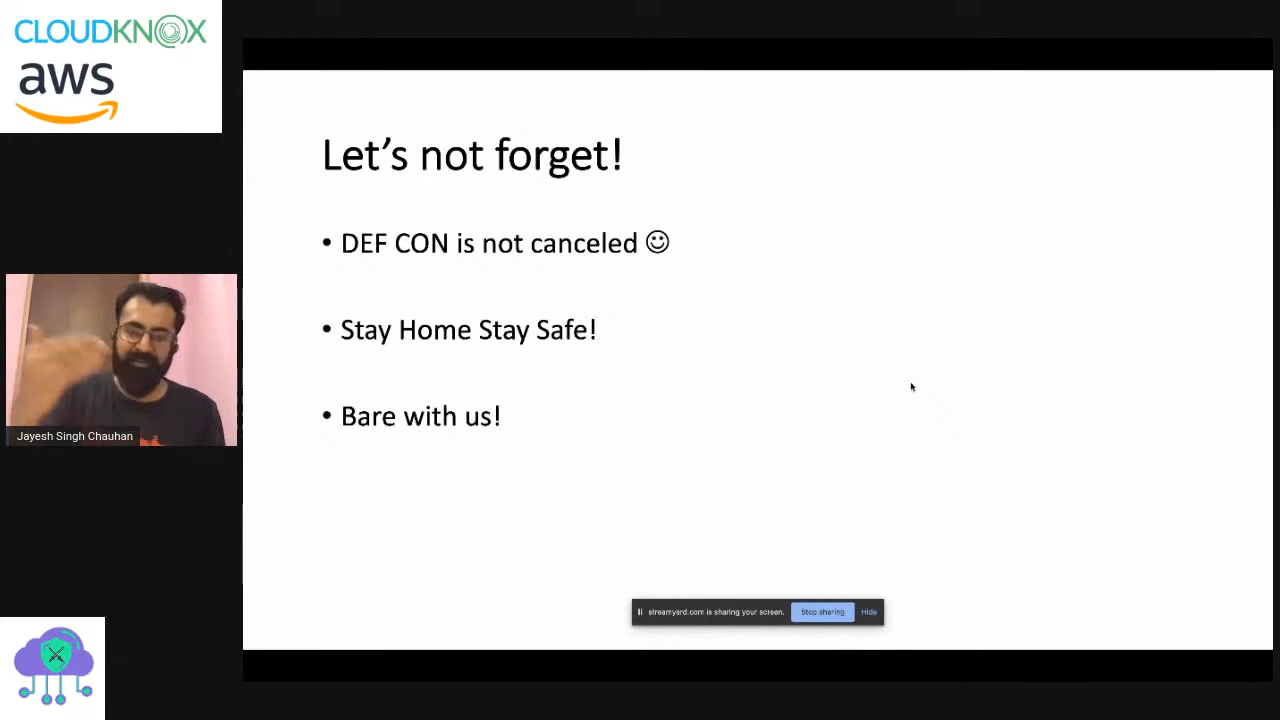 CLOUDKNOX
aws
Let's not forget!
• DEF CON is not canceled ☺
• Stay Home Stay Safe!
• Bare with us!
Jayesh Singh Chauhan
streamyard.com is sharing your screen. Stop sharing Hide